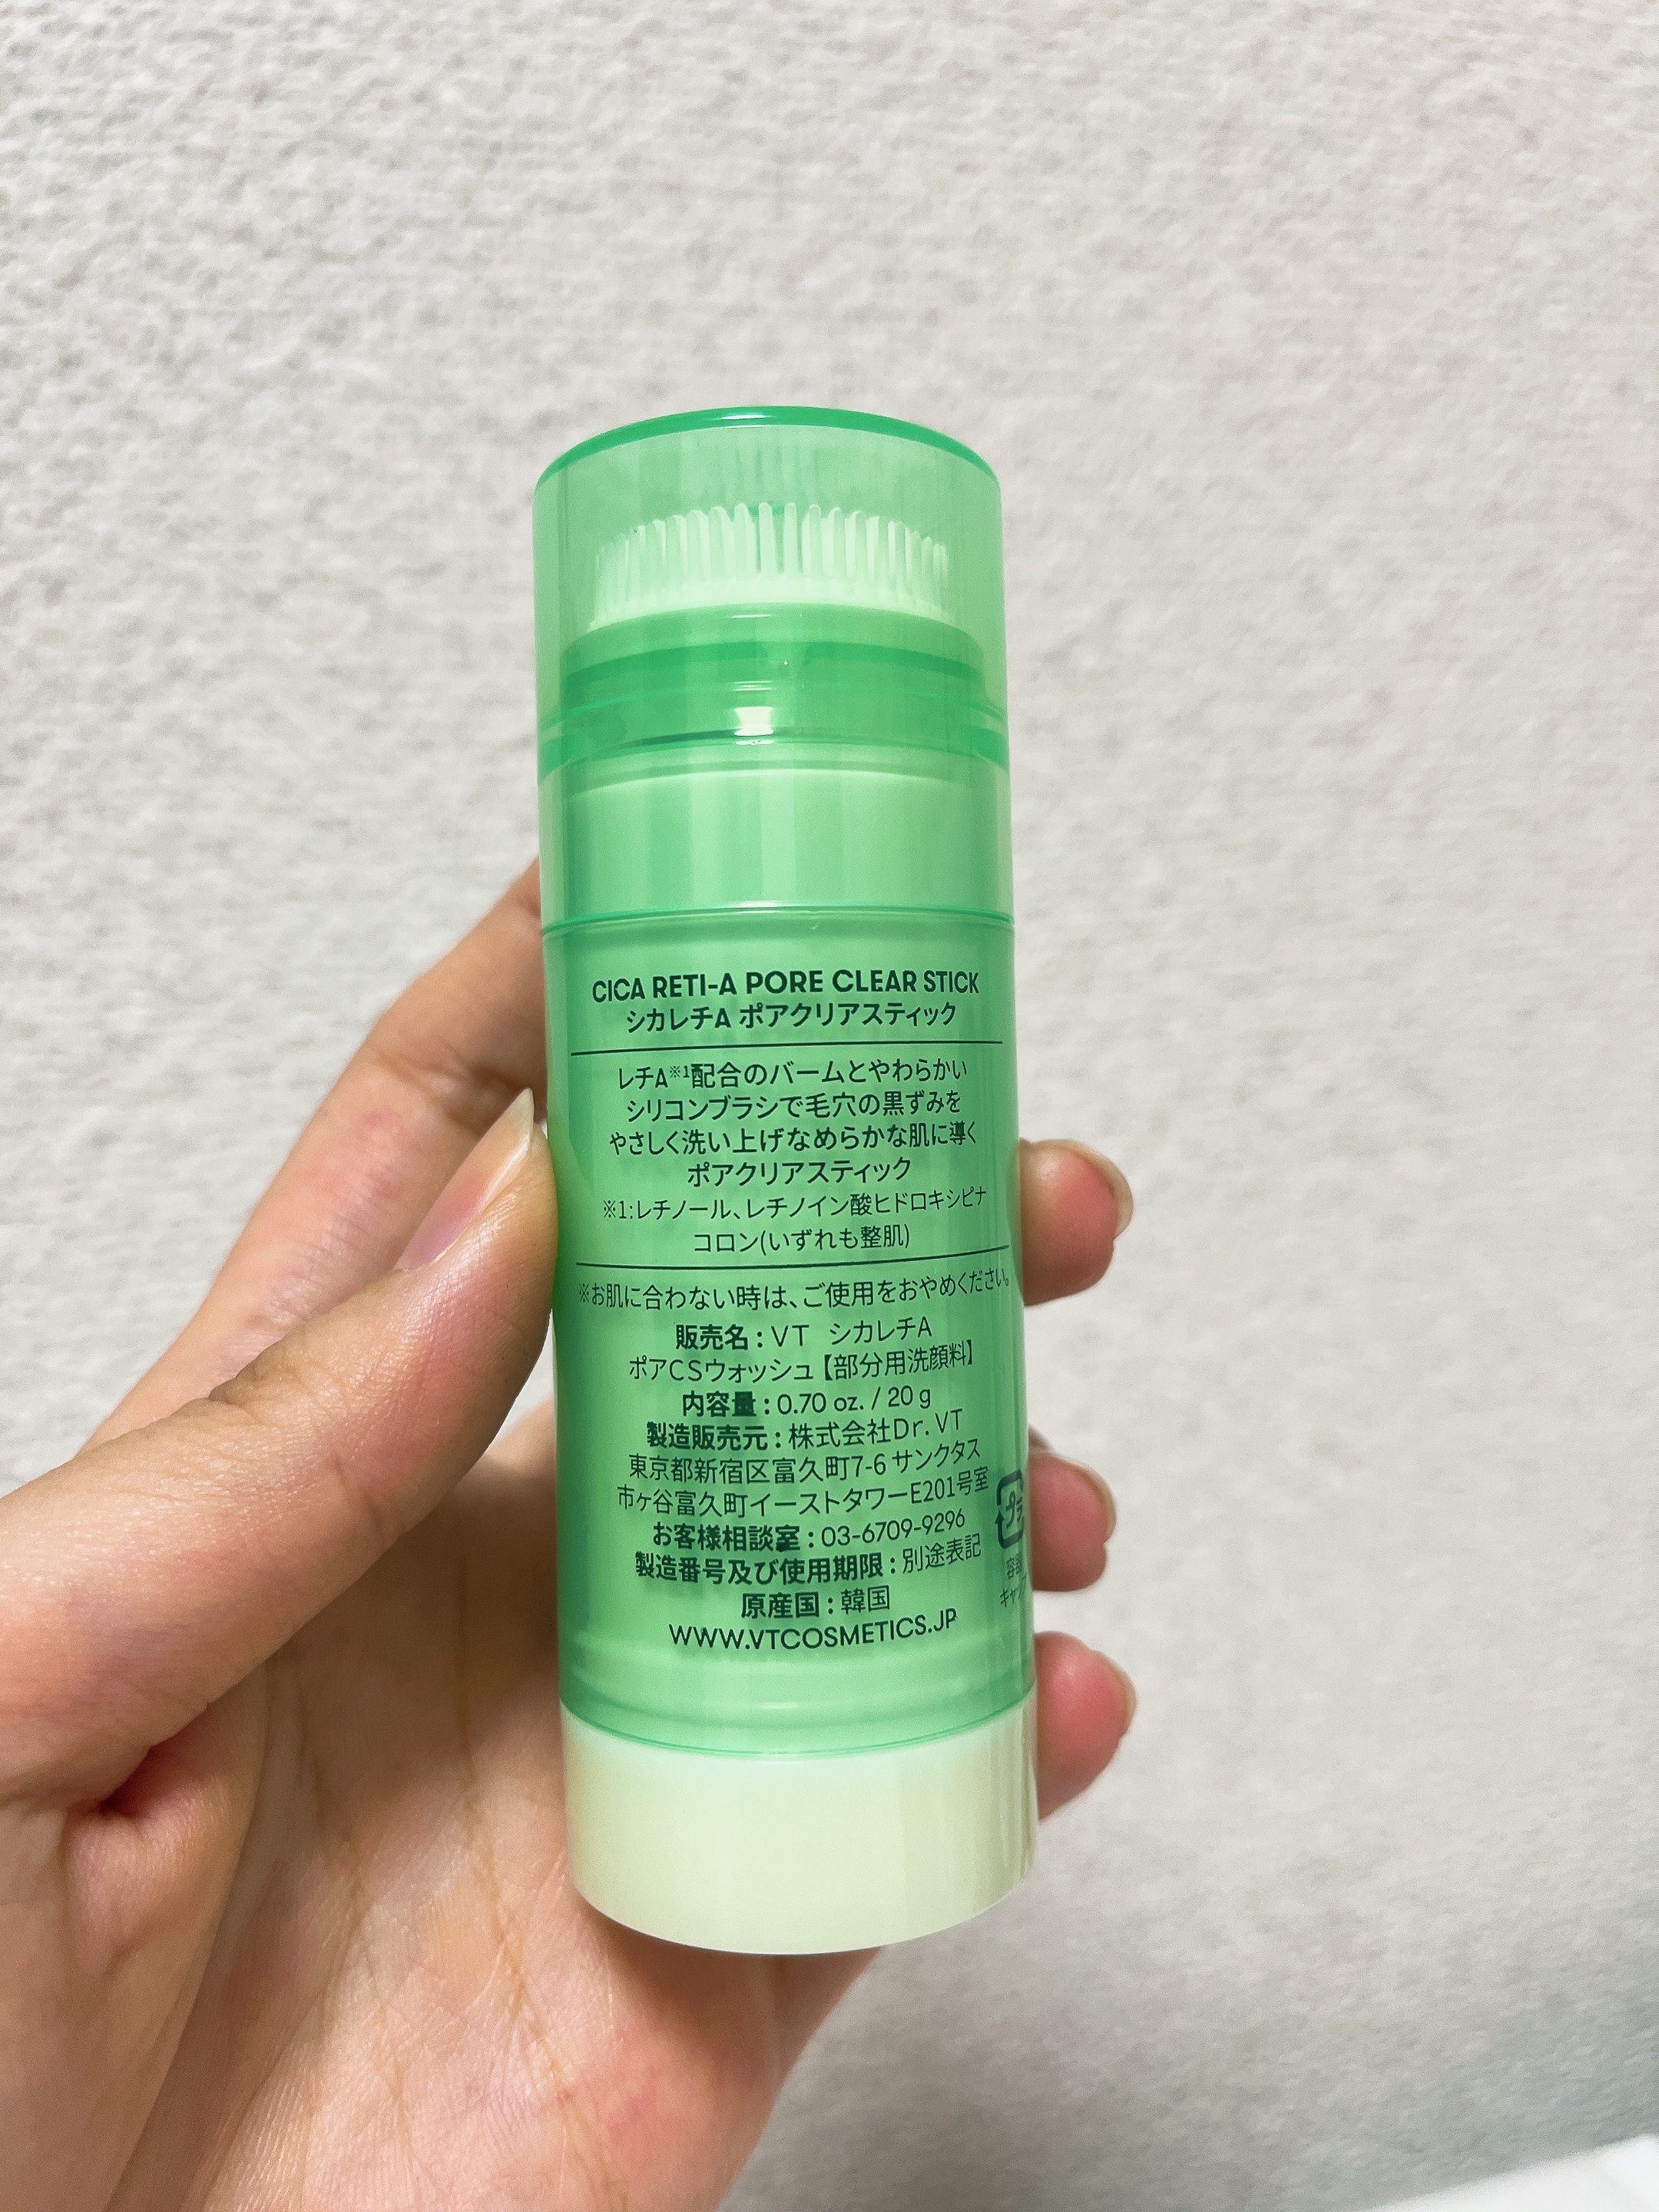 CICA RETI-A PORE CLEAR STICK
シカレチA ポアクリアスティック
レチA※1配合のバームとやわらかい
シリコンブラシで毛穴の黒ずみを
やさしく洗い上げなめらかな肌に導く
ポアクリアスティック
※1:レチノール、レチノイン酸ヒドロキシピナ
コロン(いずれも整肌)
※お肌に合わない時は、ご使用をおやめください。
販売名：ＶＴ シカレチA
ポアCSウォッシュ【部分用洗顔料】
内容量：0.70 oz. / 20 g
製造販売元：株式会社Dr. VT
東京都新宿区富久町7-6 サンクタス
市ヶ谷富久町イーストタワーE201号室
お客様相談室：03-6709-9296
製造番号及び使用期限：別途表記
原産国：韓国
WWW.VTCOSMETICS.JP
プラ